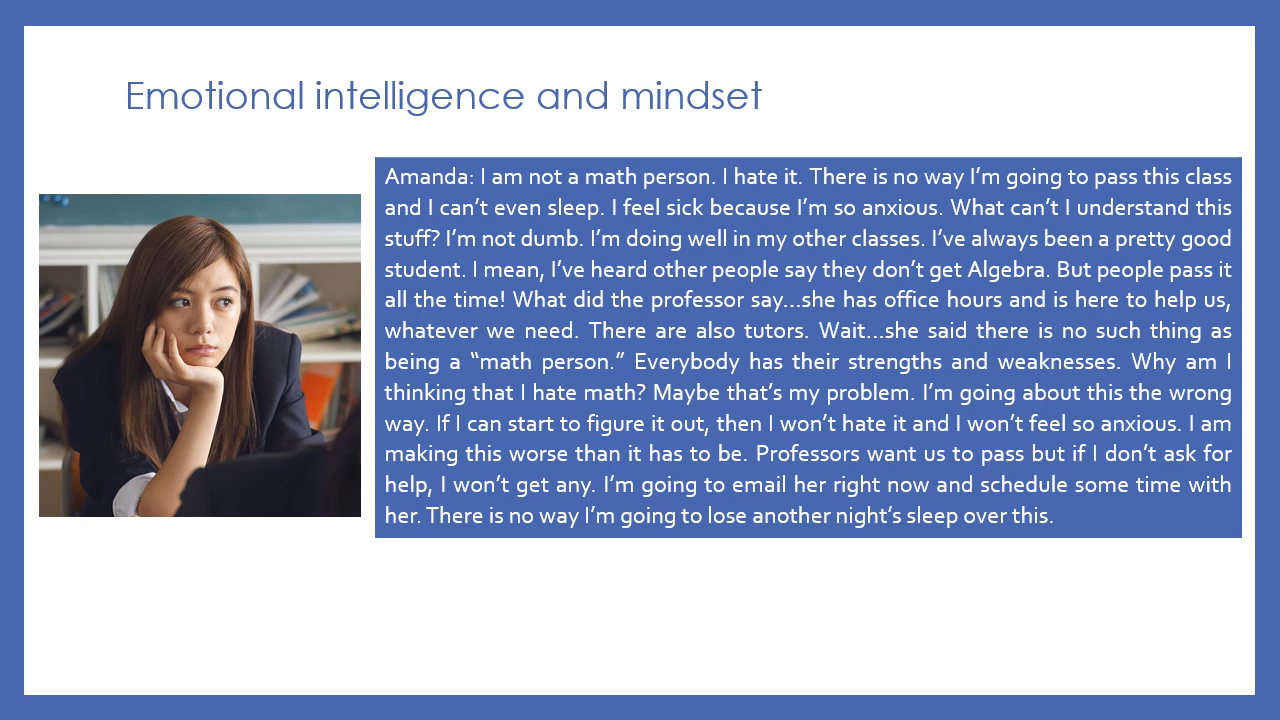 Emotional intelligence and mindset
Amanda: I am not a math person. I hate it. There is no way I’m going to pass this class
and I can’t even sleep. I feel sick because I’m so anxious. What can’t I understand this
stuff? I’m not dumb. I’m doing well in my other classes. I’ve always been a pretty good
student. I mean, I’ve heard other people say they don’t get Algebra. But people pass it
all the time! What did the professor say…she has office hours and is here to help us,
whatever we need. There are also tutors. Wait…she said there is no such thing as
being a “math person.” Everybody has their strengths and weaknesses. Why am I
thinking that I hate math? Maybe that’s my problem. I’m going about this the wrong
way. If I can start to figure it out, then I won’t hate it and I won’t feel so anxious. I am
making this worse than it has to be. Professors want us to pass but if I don’t ask for
help, I won’t get any. I’m going to email her right now and schedule some time with
her. There is no way I’m going to lose another night’s sleep over this.